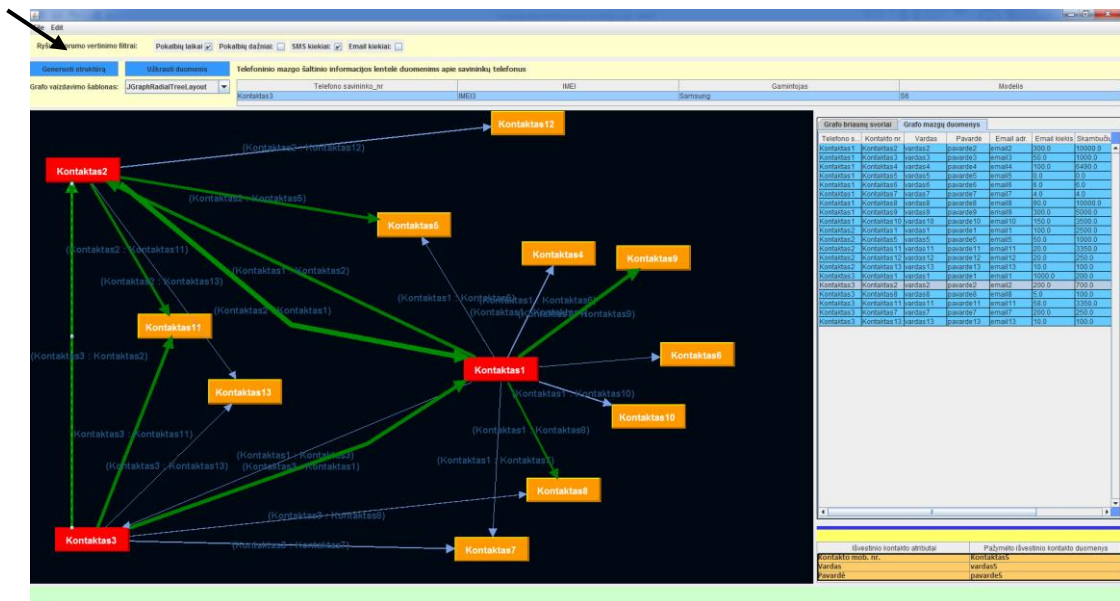 File Edit
Pokalbių laikai Pokalbių dažniai: SMS kiekiai: Email kiekiai:
Generuoti struktūrą Užkrauti duomenis Telefoninio mazgo šaltinio informacijos lentelė duomenims apie savininkų telefonus
Grafo vaizdavimo šablonas: JGraphRadialTreeLayout
Telefono savininko_nr IMEI Gamintojas Modelis
Kontaktas3 IMEI3 Samsung S6
Kontaktas12
(Kontaktas2 : Kontaktas12)
Kontaktas2
(Kontaktas2 : Kontaktas5)
Kontaktas5
(Kontaktas2 : Kontaktas11)
Kontaktas4
Kontaktas9
(Kontaktas1 : Kontaktas2)
(Kontaktas2 : Kontaktas13)
(Kontaktas2 : Kontaktas1)
Kontaktas11
(Kontaktas3 : Kontaktas2)
Kontaktas6
Kontaktas1
Kontaktas13
(Kontaktas1 : Kontaktas10)
Kontaktas10
(Kontaktas3 : Kontaktas11)
(Kontaktas1 : Kontaktas8)
(Kontaktas1 : Kontaktas3)
(Kontaktas3 : Kontaktas13) (Kontaktas3 : Kontaktas1)
(Kontaktas1 : Kontaktas7)
Kontaktas8
(Kontaktas3 : Kontaktas8)
Kontaktas3
(Kontaktas3 : Kontaktas7)
Kontaktas7
Grafo briaunų svoriai Grafo mazgų duomenys
Telefono s... Kontakto nr Vardas Pavardė Email adr. Email kiekis Skambučių
Kontaktas1 Kontaktas2 vardas2 pavarde2 email2 300.0 10000.0
Kontaktas1 Kontaktas3 vardas3 pavarde3 email3 50.0 1000.0
Kontaktas1 Kontaktas4 vardas4 pavarde4 email4 100.0 6490.0
Kontaktas1 Kontaktas5 vardas5 pavarde5 email5 0.0 0.0
Kontaktas1 Kontaktas6 vardas6 pavarde6 email6 6.0 6.0
Kontaktas1 Kontaktas7 vardas7 pavarde7 email7 4.0 4.0
Kontaktas1 Kontaktas8 vardas8 pavarde8 email8 90.0 10000.0
Kontaktas1 Kontaktas9 vardas9 pavarde9 email9 300.0 5000.0
Kontaktas1 Kontaktas10 vardas10 pavarde10 email10 150.0 3500.0
Kontaktas2 Kontaktas1 vardas1 pavarde1 email1 100.0 2500.0
Kontaktas2 Kontaktas5 vardas5 pavarde5 email5 50.0 1000.0
Kontaktas2 Kontaktas11 vardas11 pavarde11 email11 20.0 3350.0
Kontaktas2 Kontaktas12 vardas12 pavarde12 email12 20.0 250.0
Kontaktas2 Kontaktas13 vardas13 pavarde13 email13 10.0 100.0
Kontaktas3 Kontaktas1 vardas1 pavarde1 email1 1000.0 200.0
Kontaktas3 Kontaktas2 vardas2 pavarde2 email2 200.0 700.0
Kontaktas3 Kontaktas8 vardas8 pavarde8 email8 5.0 100.0
Kontaktas3 Kontaktas11 vardas11 pavarde11 email11 58.0 3350.0
Kontaktas3 Kontaktas7 vardas7 pavarde7 email7 200.0 250.0
Kontaktas3 Kontaktas13 vardas13 pavarde13 email13 10.0 100.0
Išvestinio kontakto atributai Pažymėto išvestinio kontakto duomenys
Kontakto mob. nr. Kontaktas5
Vardas vardas5
Pavardė pavarde5